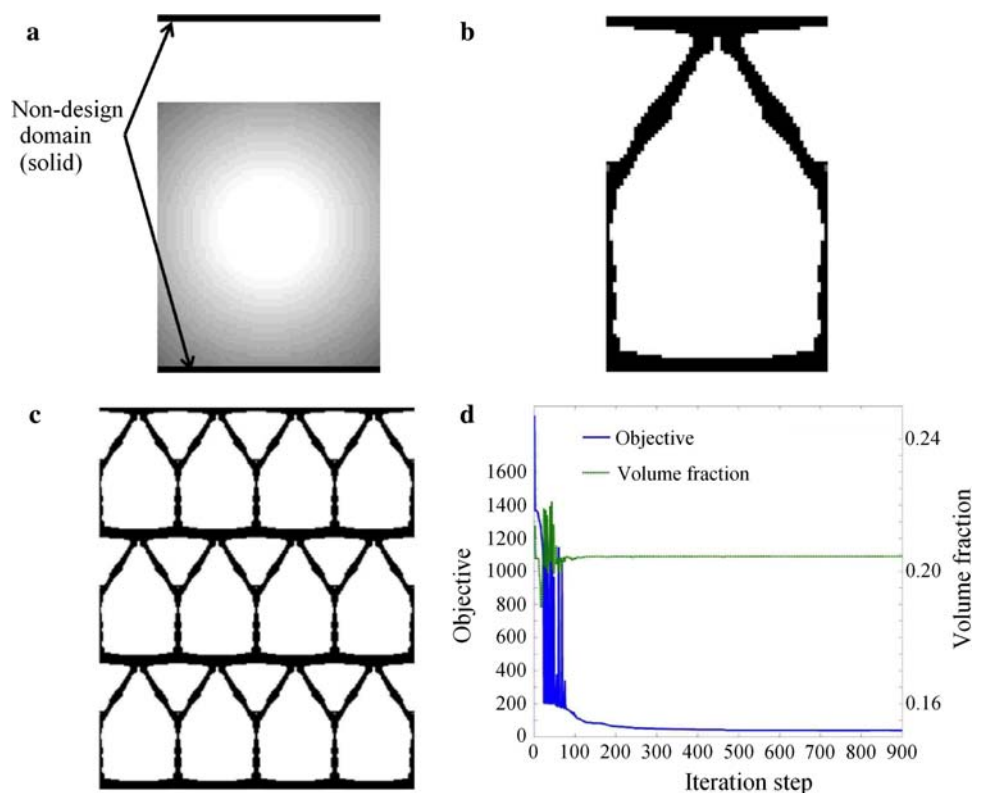 a
Non-design
domain
(solid)
b
c
d
Objective
Volume fraction
1600
1400
1200
1000
800
600
400
200
0
Objective
0.24
0.20
0.16
Volume fraction
0 100 200 300 400 500 600 700 800 900
Iteration step